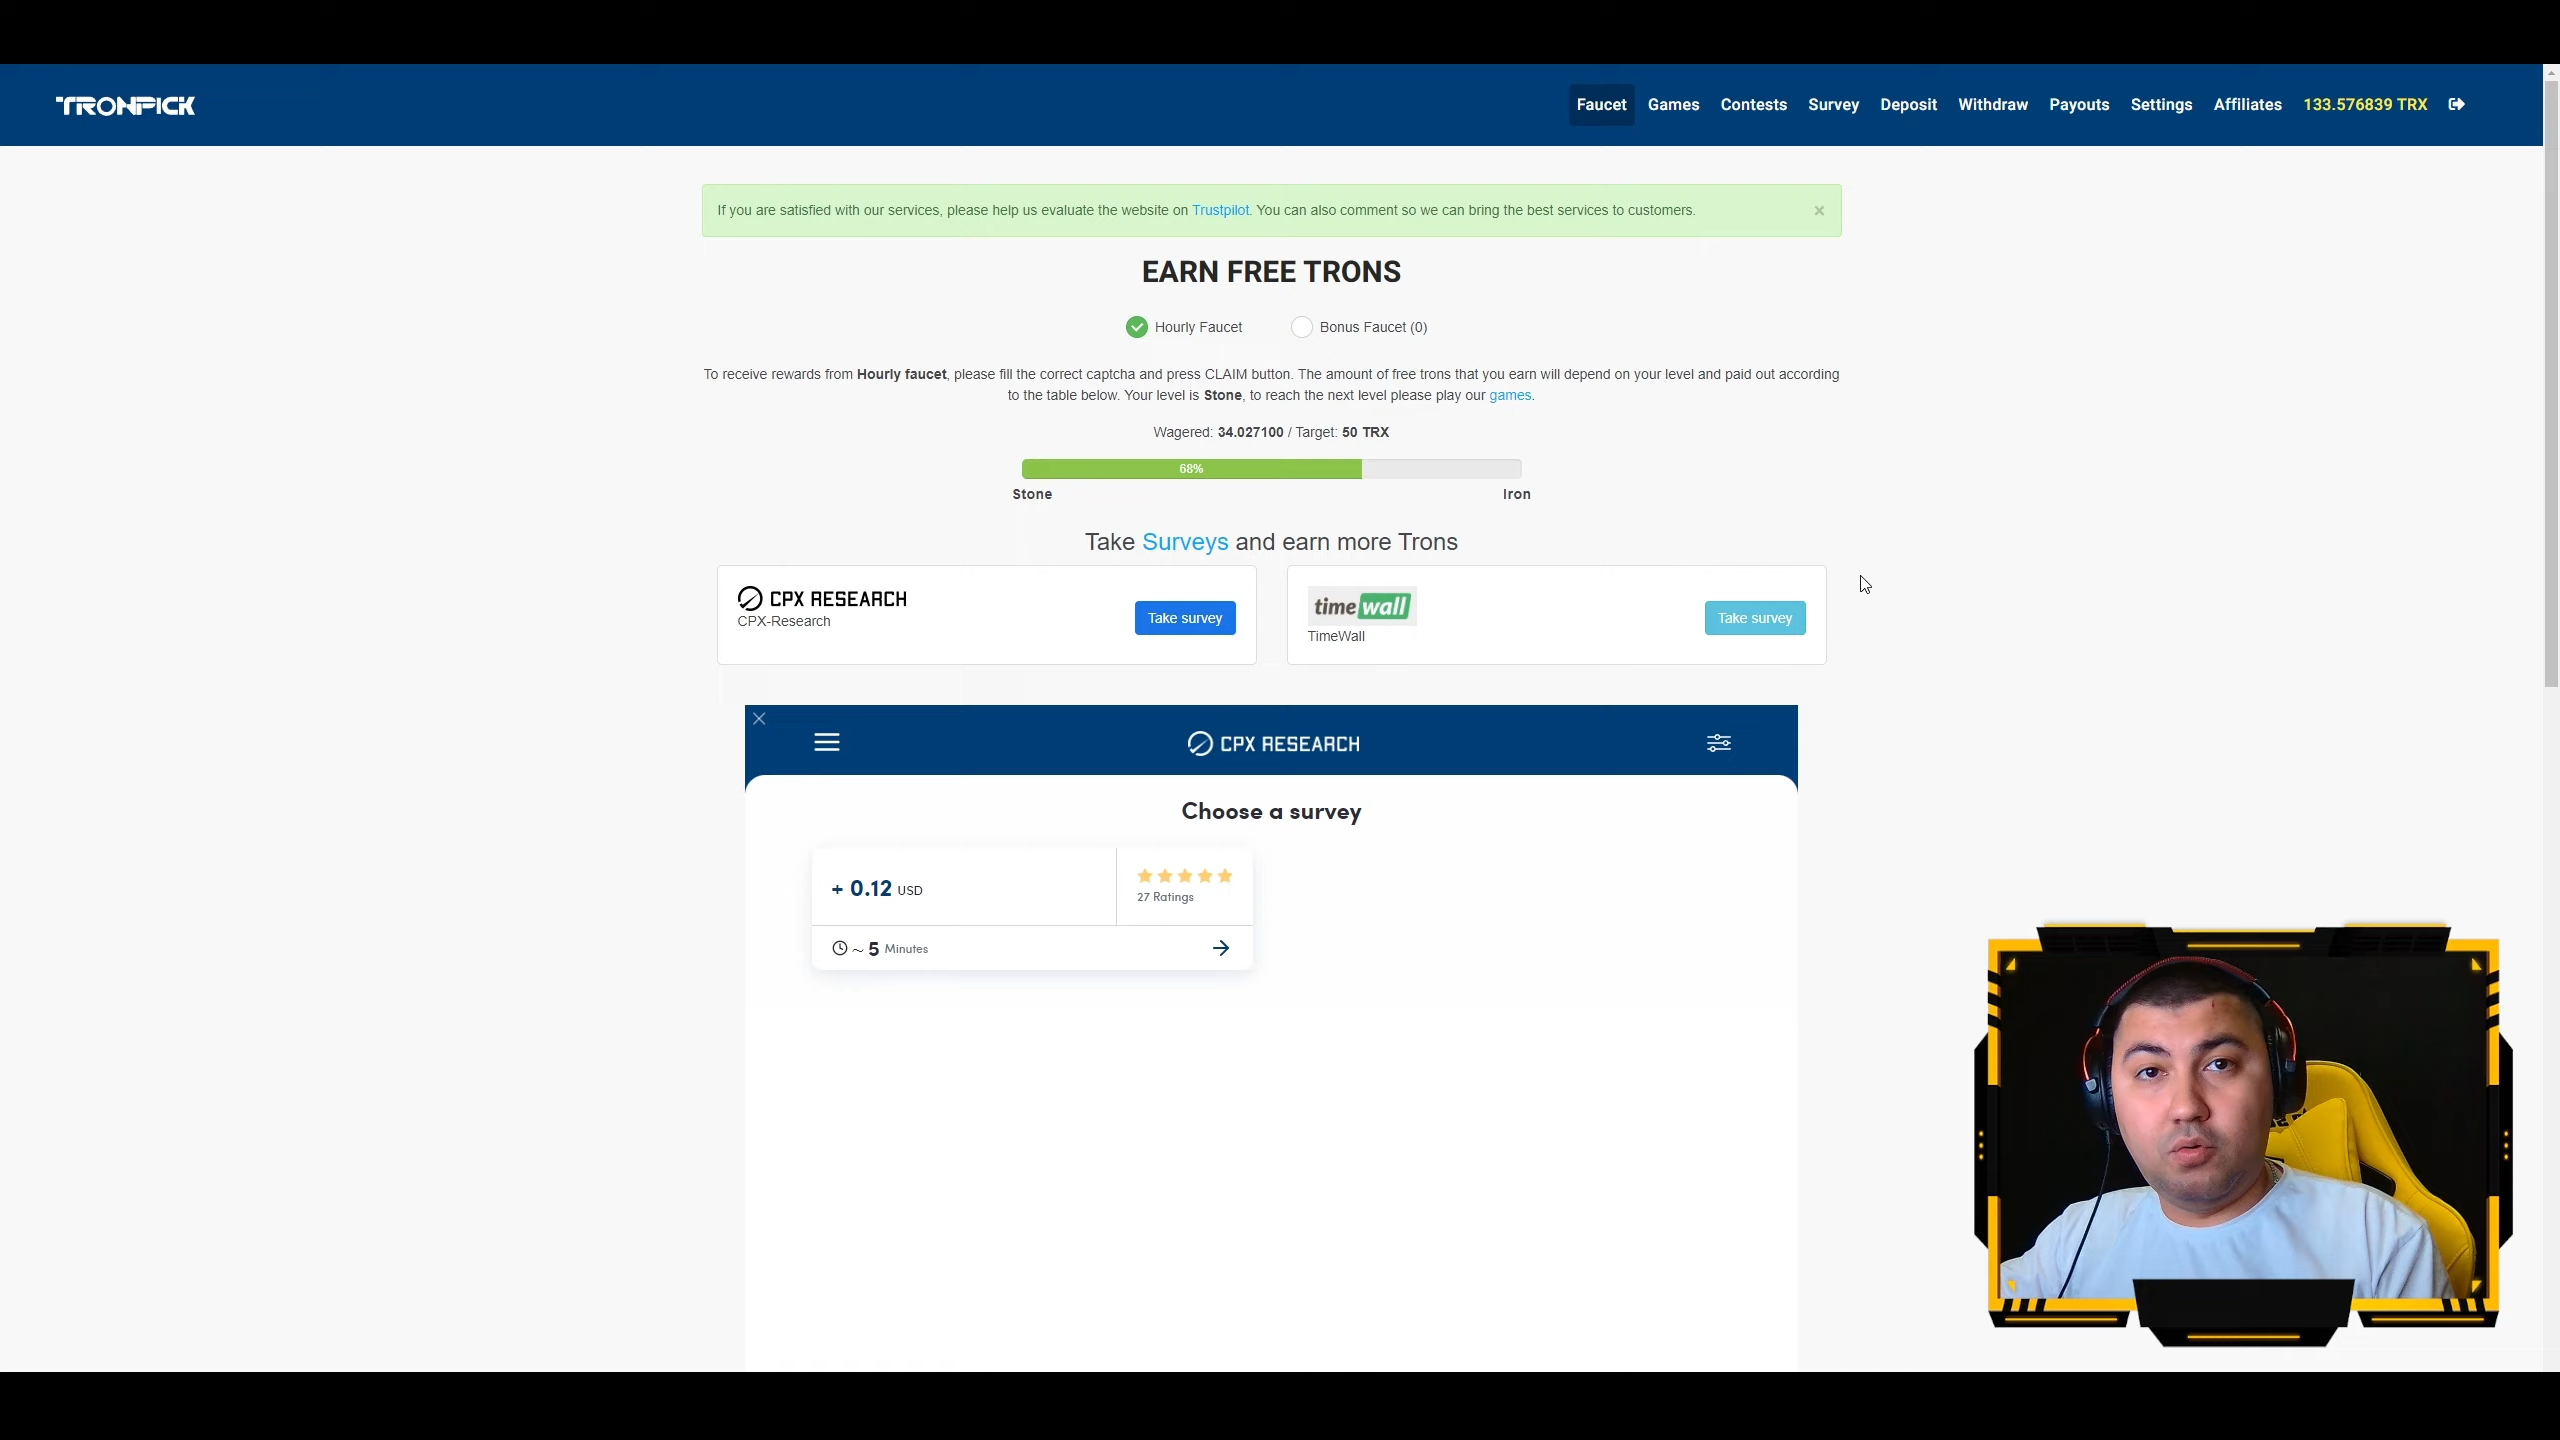 TRONPICK
Faucet Games Contests Survey Deposit Withdraw Payouts Settings Affiliates 133.576839 TRX
If you are satisfied with our services, please help us evaluate the website on Trustpilot. You can also comment so we can bring the best services to customers. ×
EARN FREE TRONS
Hourly Faucet Bonus Faucet (0)
To receive rewards from Hourly faucet, please fill the correct captcha and press CLAIM button. The amount of free trons that you earn will depend on your level and paid out according
to the table below. Your level is Stone, to reach the next level please play our games.
Wagered: 34.027100 / Target: 50 TRX
68%
Stone Iron
Take Surveys and earn more Trons
CPX RESEARCH
CPX-Research
Take survey
timewall
TimeWall
Take survey
CPX RESEARCH
Choose a survey
+ 0.12 USD
27 Ratings
~ 5 Minutes